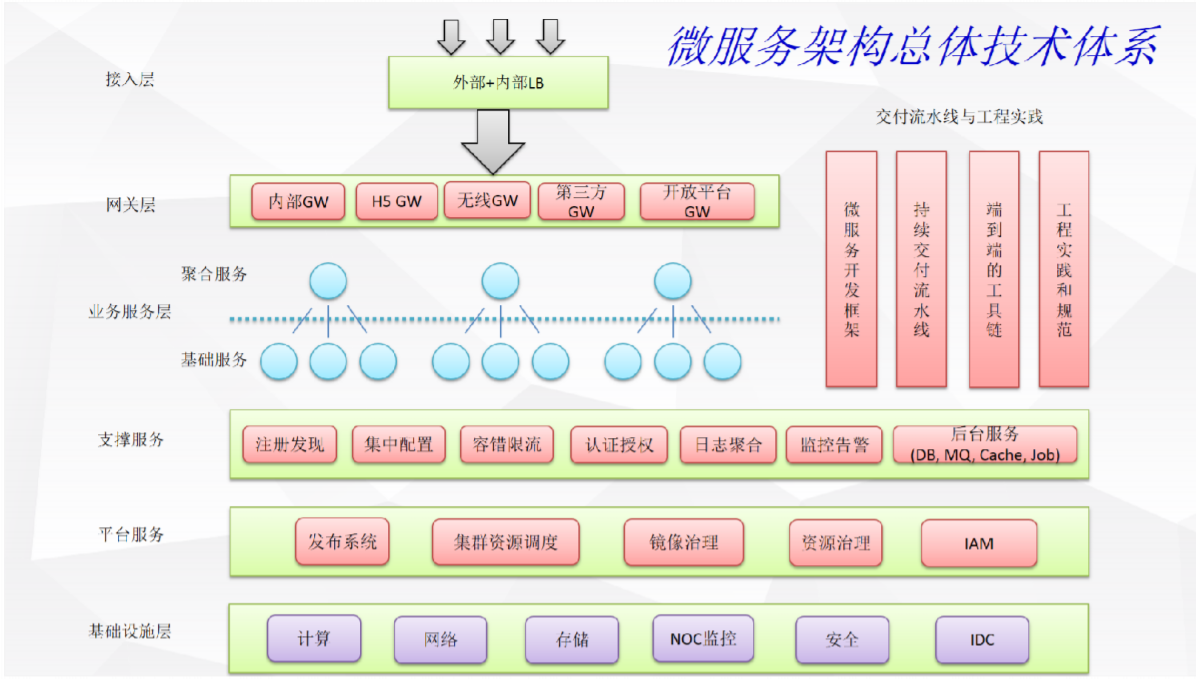 微服务架构总体技术体系
接入层
外部+内部LB
网关层
内部GW
H5 GW
无线GW
第三方
GW
开放平台
GW
聚合服务
业务服务层
基础服务
交付流水线与工程实践
微服务开发框架
持续交付流水线
端到端的工具链
工程实践和规范
支撑服务
注册发现
集中配置
容错限流
认证授权
日志聚合
监控告警
后台服务
(DB, MQ, Cache, Job)
平台服务
发布系统
集群资源调度
镜像治理
资源治理
IAM
基础设施层
计算
网络
存储
NOC监控
安全
IDC